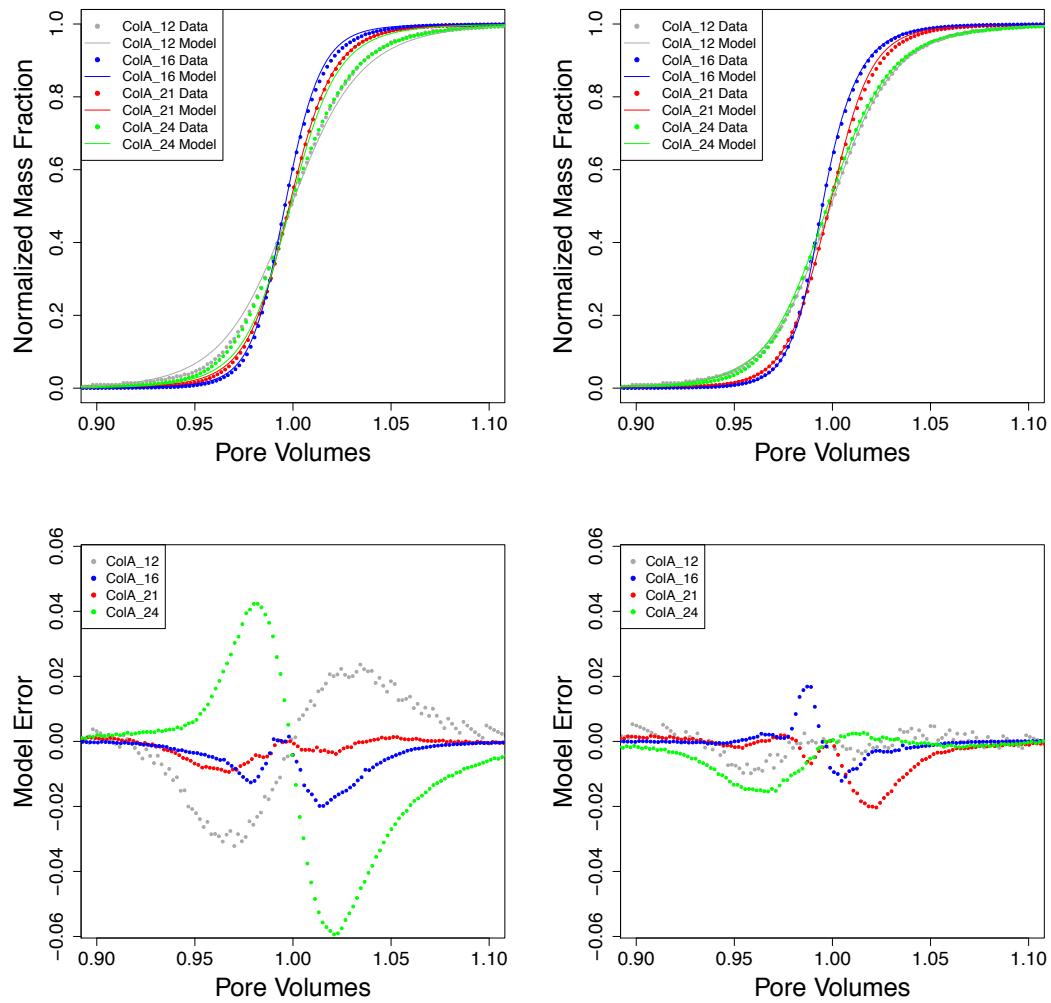 Normalized Mass Fraction
0.0 0.2 0.4 0.6 0.8 1.0
ColA_12 Data
ColA_12 Model
ColA_16 Data
ColA_16 Model
ColA_21 Data
ColA_21 Model
ColA_24 Data
ColA_24 Model
0.90 0.95 1.00 1.05 1.10
Pore Volumes
Normalized Mass Fraction
0.0 0.2 0.4 0.6 0.8 1.0
ColA_12 Data
ColA_12 Model
ColA_16 Data
ColA_16 Model
ColA_21 Data
ColA_21 Model
ColA_24 Data
ColA_24 Model
0.90 0.95 1.00 1.05 1.10
Pore Volumes
Model Error
−0.06 −0.04 −0.02 0.00 0.02 0.04 0.06
ColA_12
ColA_16
ColA_21
ColA_24
0.90 0.95 1.00 1.05 1.10
Pore Volumes
Model Error
−0.06 −0.04 −0.02 0.00 0.02 0.04 0.06
ColA_12
ColA_16
ColA_21
ColA_24
0.90 0.95 1.00 1.05 1.10
Pore Volumes